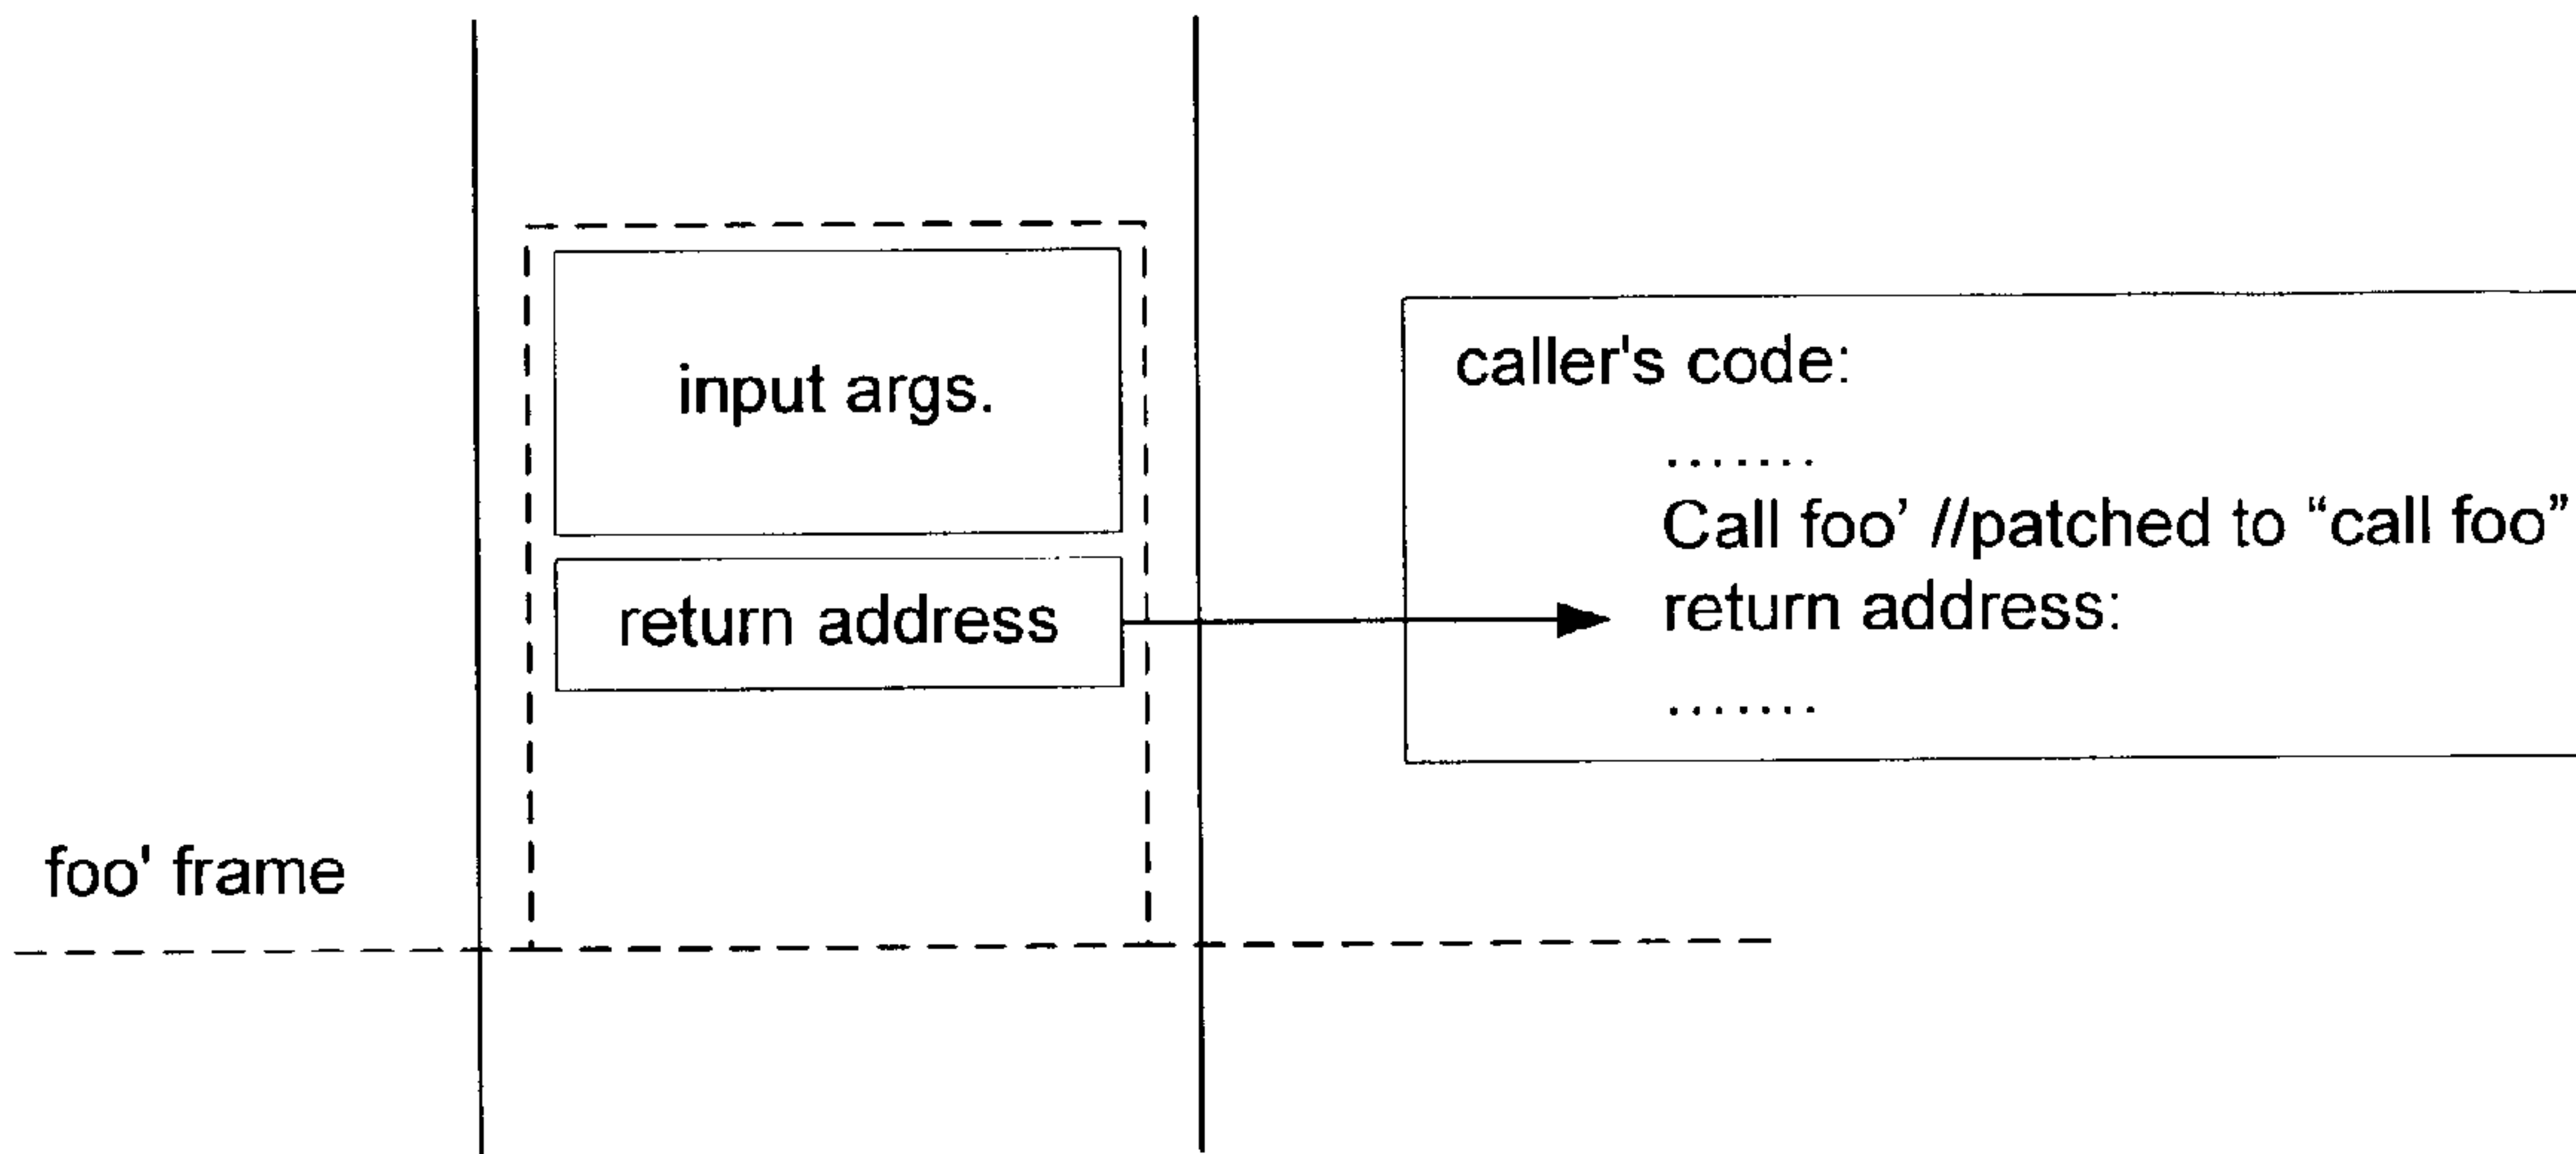 input args.
return address
caller's code:
.......
Call foo’ //patched to “call foo”
return address:
.......
foo' frame